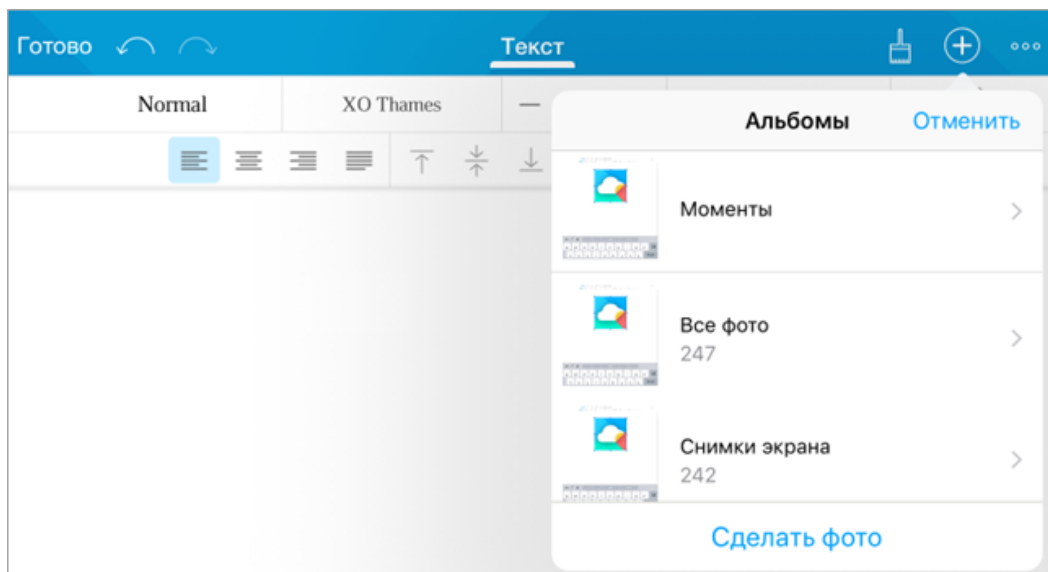 Готово
Текст
Normal
XO Thames
Альбомы
Отменить
Моменты
Все фото
247
Снимки экрана
242
Сделать фото